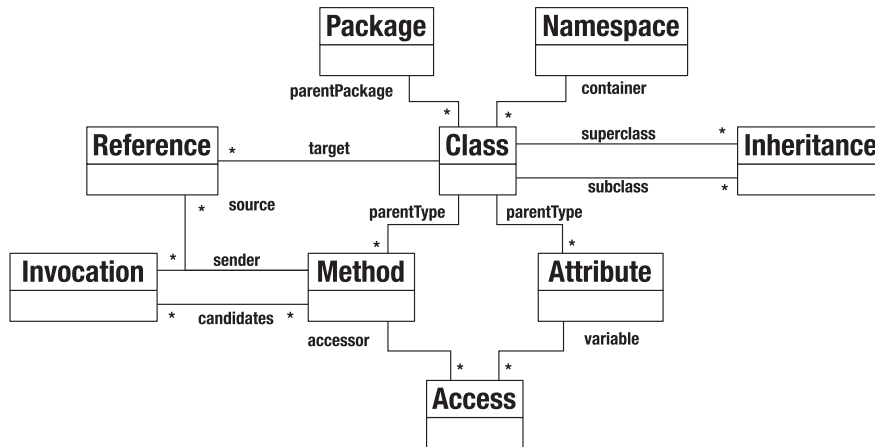 Package
Namespace
parentPackage
container
*
*
Reference
Class
Inheritance
*
target
superclass
*
subclass
*
*
source
parentType
parentType
*
*
Invocation
Method
Attribute
*
sender
*
candidates
*
accessor
variable
*
*
Access